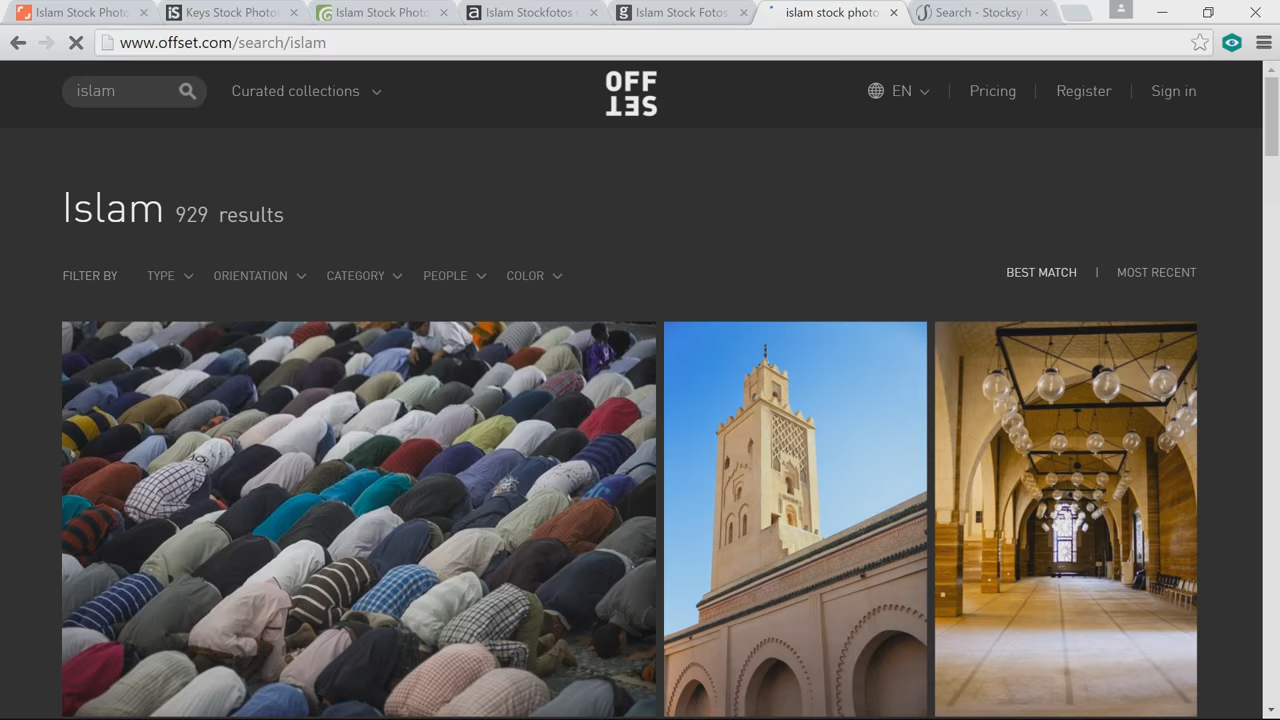 Islam Stock Photo
Keys Stock Photo
Islam Stock Photo
Islam Stockfotos
Islam Stock Fotos
islam stock photo
Search - Stocksy
www.offset.com/search/islam
islam
Curated collections
OFF
SET
EN
Pricing
Register
Sign in
Islam 929 results
FILTER BY TYPE ORIENTATION CATEGORY PEOPLE COLOR
BEST MATCH | MOST RECENT